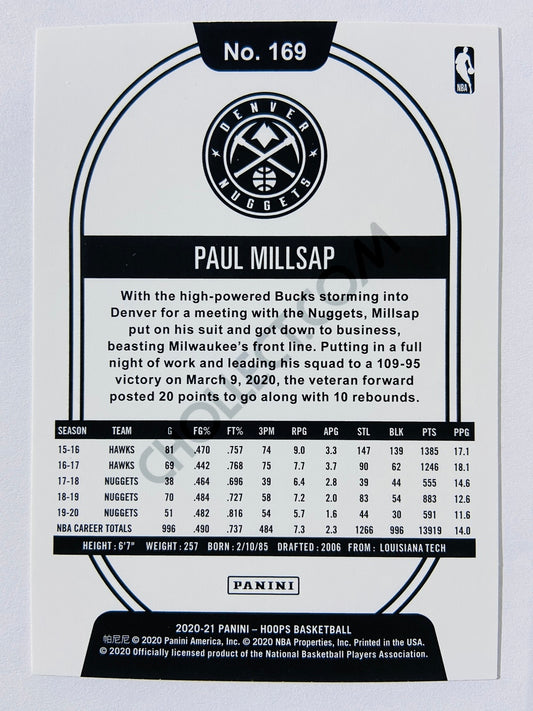 No. 169
NBA
DENVER
NUGGETS
PAUL MILLSAP
With the high-powered Bucks storming into
Denver for a meeting with the Nuggets, Millsap
put on his suit and got down to business,
beasting Milwaukee's front line. Putting in a full
night of work and leading his squad to a 109-95
victory on March 9, 2020, the veteran forward
posted 20 points to go along with 10 rebounds.
CHOLLECT.COM
SEASON TEAM G FG% FT% 3PM RPG APG STL BLK PTS PPG
15-16 HAWKS 81 .470 .757 74 9.0 3.3 147 139 1385 17.1
16-17 HAWKS 69 .442 .768 75 7.7 3.7 90 62 1246 18.1
17-18 NUGGETS 38 .464 .696 39 6.4 2.8 39 44 555 14.6
18-19 NUGGETS 70 .484 .727 58 7.2 2.0 83 54 883 12.6
19-20 NUGGETS 51 .482 .816 54 5.7 1.6 44 30 591 11.6
NBA CAREER TOTALS 996 .490 .737 484 7.3 2.3 1266 996 13919 14.0
HEIGHT: 6'7" WEIGHT: 257 BORN: 2/10/85 DRAFTED: 2006 FROM: LOUISIANA TECH
PANINI
2020-21 PANINI – HOOPS BASKETBALL
帕尼尼 © 2020 Panini America, Inc. © 2020 NBA Properties, Inc. Printed in the USA.
© 2020 Officially licensed product of the National Basketball Players Association.